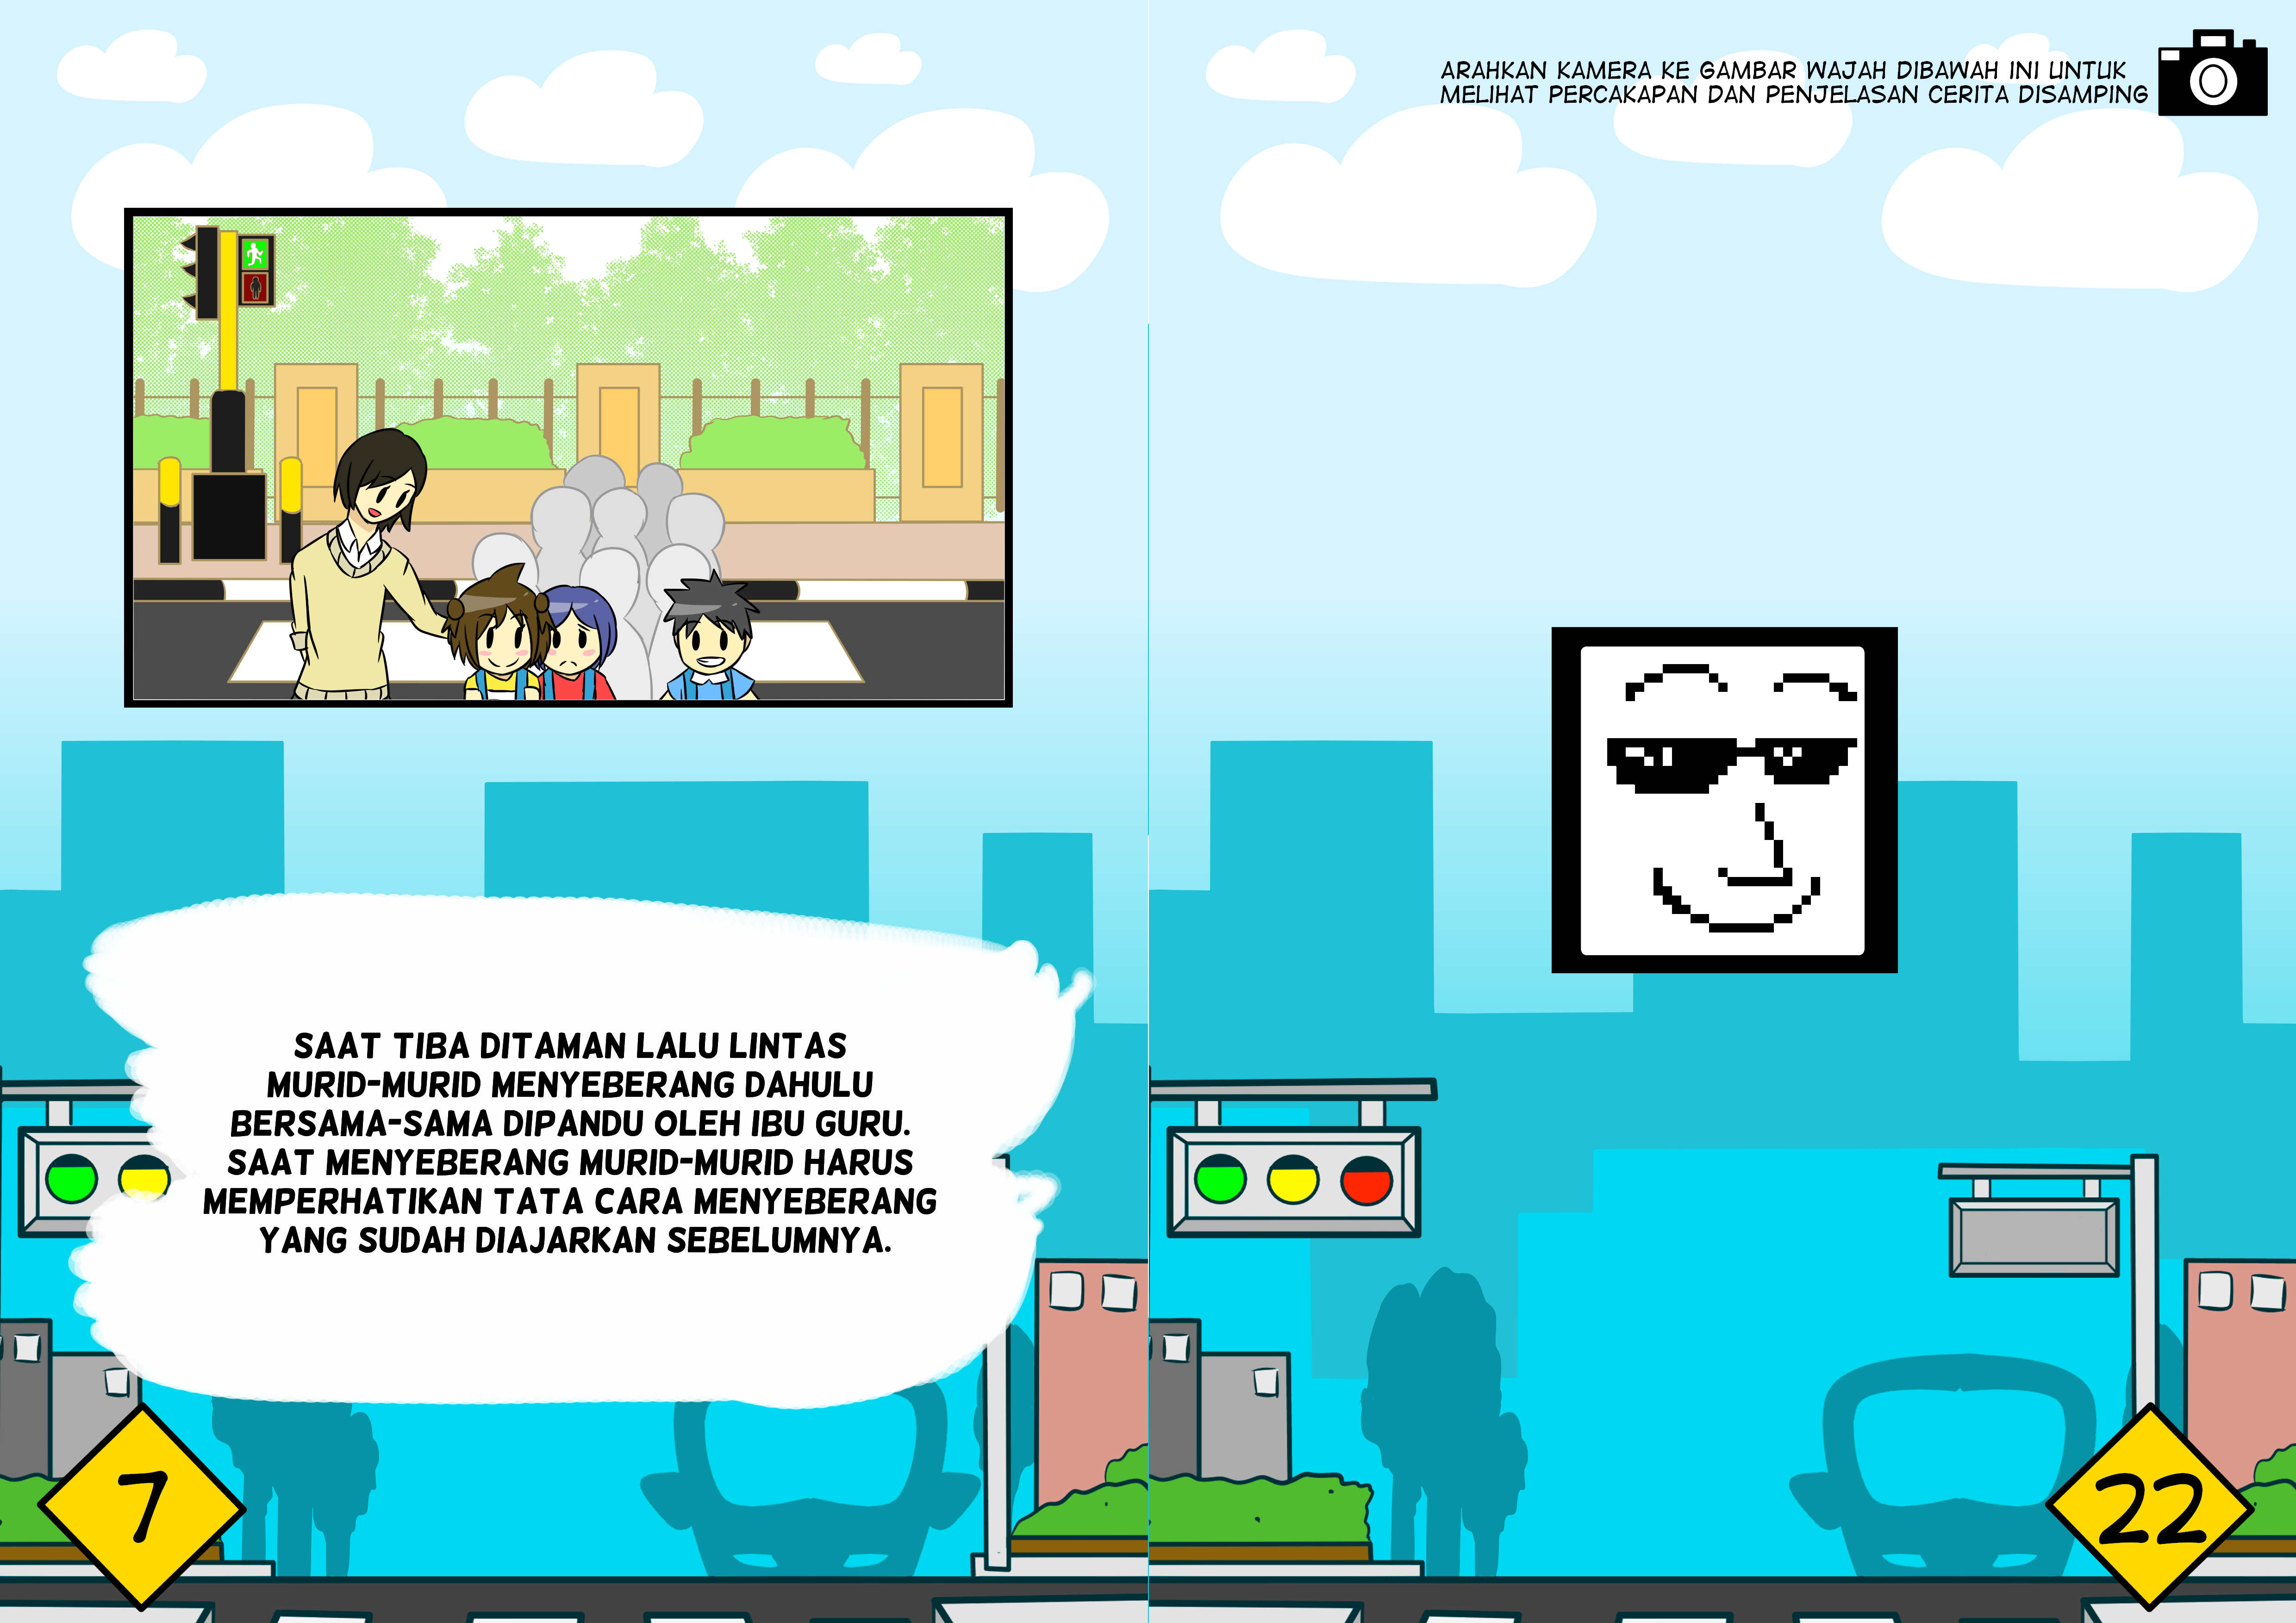 SAAT TIBA DITAMAN LALU LINTAS
MURID-MURID MENYEBERANG DAHULU
BERSAMA-SAMA DIPANDU OLEH IBU GURU.
SAAT MENYEBERANG MURID-MURID HARUS
MEMPERHATIKAN TATA CARA MENYEBERANG
YANG SUDAH DIAJARKAN SEBELUMNYA.
7
ARAHKAN KAMERA KE GAMBAR WAJAH DIBAWAH INI UNTUK
MELIHAT PERCAKAPAN DAN PENJELASAN CERITA DISAMPING
22